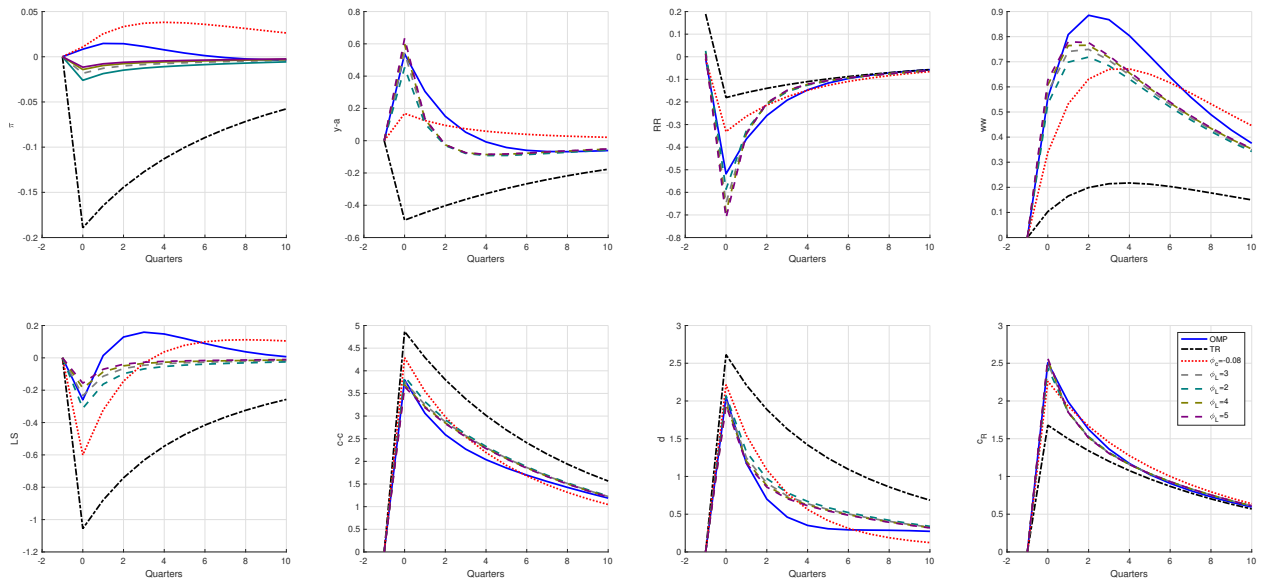 0.05
0
-0.05
-0.1
-0.15
-0.2
π
-2 0 2 4 6 8 10
Quarters
0.8
0.6
0.4
0.2
0
-0.2
-0.4
-0.6
y-a
-2 0 2 4 6 8 10
Quarters
0.2
0.1
0
-0.1
-0.2
-0.3
-0.4
-0.5
-0.6
-0.7
-0.8
RR
-2 0 2 4 6 8 10
Quarters
0.9
0.8
0.7
0.6
0.5
0.4
0.3
0.2
0.1
0
ww
-2 0 2 4 6 8 10
Quarters
0.2
0
-0.2
-0.4
-0.6
-0.8
-1
-1.2
LS
-2 0 2 4 6 8 10
Quarters
5
4.5
4
3.5
3
2.5
2
1.5
1
0.5
0
c-c
-2 0 2 4 6 8 10
Quarters
3
2.5
2
1.5
1
0.5
0
d
-2 0 2 4 6 8 10
Quarters
3
2.5
2
1.5
1
0.5
0
c_R
-2 0 2 4 6 8 10
Quarters
OMP
TR
ϕ_c=-0.08
ϕ_L=3
ϕ_L=2
ϕ_L=4
ϕ_L=5